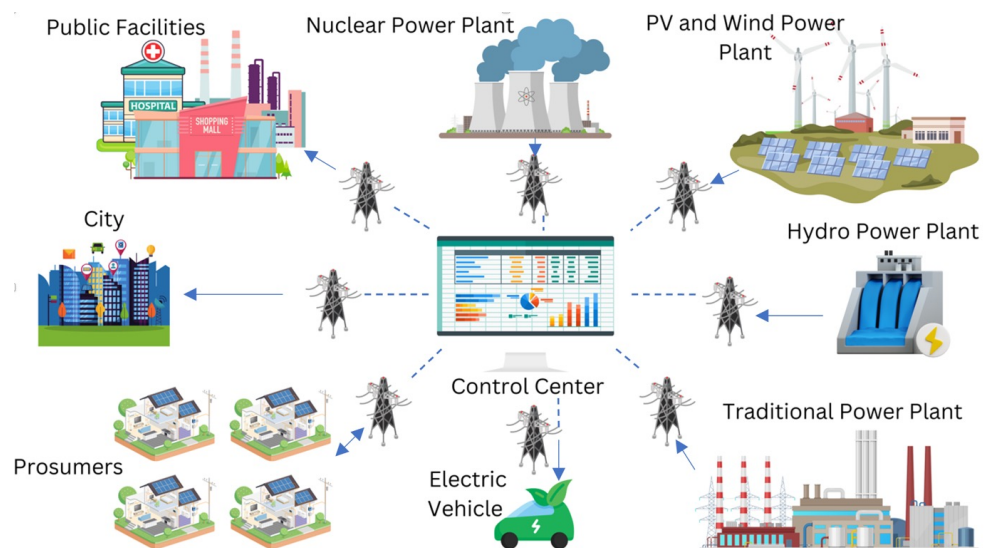 Public Facilities
Nuclear Power Plant
PV and Wind Power
Plant
HOSPITAL
SHOPPING
MALL
City
Hydro Power Plant
Control Center
Traditional Power Plant
Prosumers
Electric
Vehicle